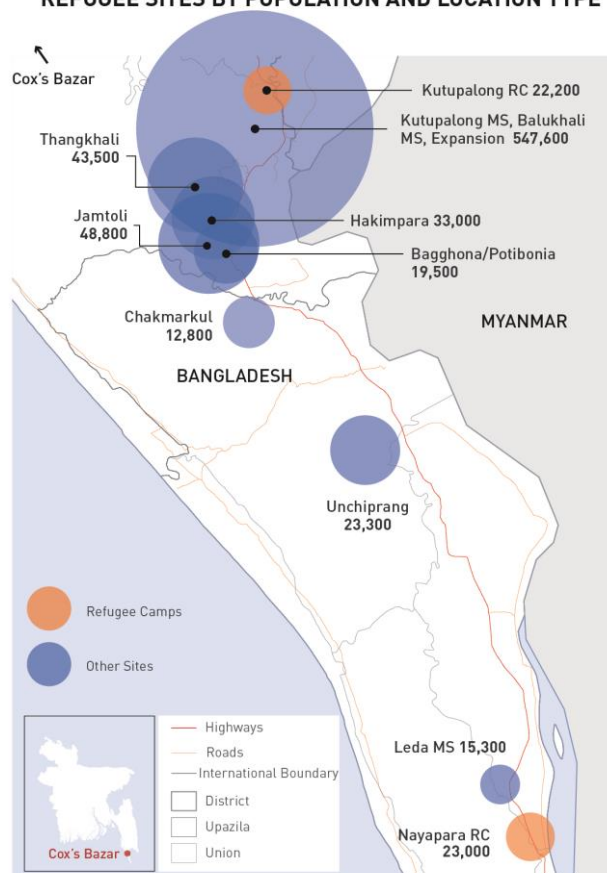 REFUGEE SITES BY POPULATION AND LOCATION TYPE
Cox's Bazar
Kutupalong RC 22,200
Kutupalong MS, Balukhali
MS, Expansion 547,600
Thangkhali
43,500
Hakimpara 33,000
Jamtoli
48,800
Bagghona/Potibonia
19,500
Chakmarkul
12,800
MYANMAR
BANGLADESH
Unchiprang
23,300
Refugee Camps
Other Sites
Leda MS 15,300
Nayapara RC
23,000
Cox's Bazar
Highways
Roads
International Boundary
District
Upazila
Union